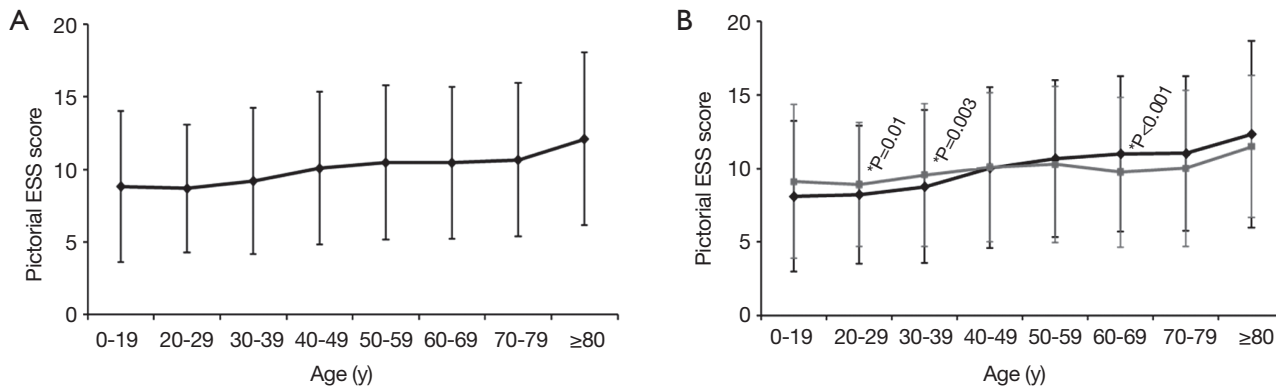 A
Pictorial ESS score
20
15
10
5
0
0-19 20-29 30-39 40-49 50-59 60-69 70-79 ≥80
Age (y)
B
Pictorial ESS score
20
15
10
5
0
*P=0.01
*P=0.003
*P<0.001
0-19 20-29 30-39 40-49 50-59 60-69 70-79 ≥80
Age (y)